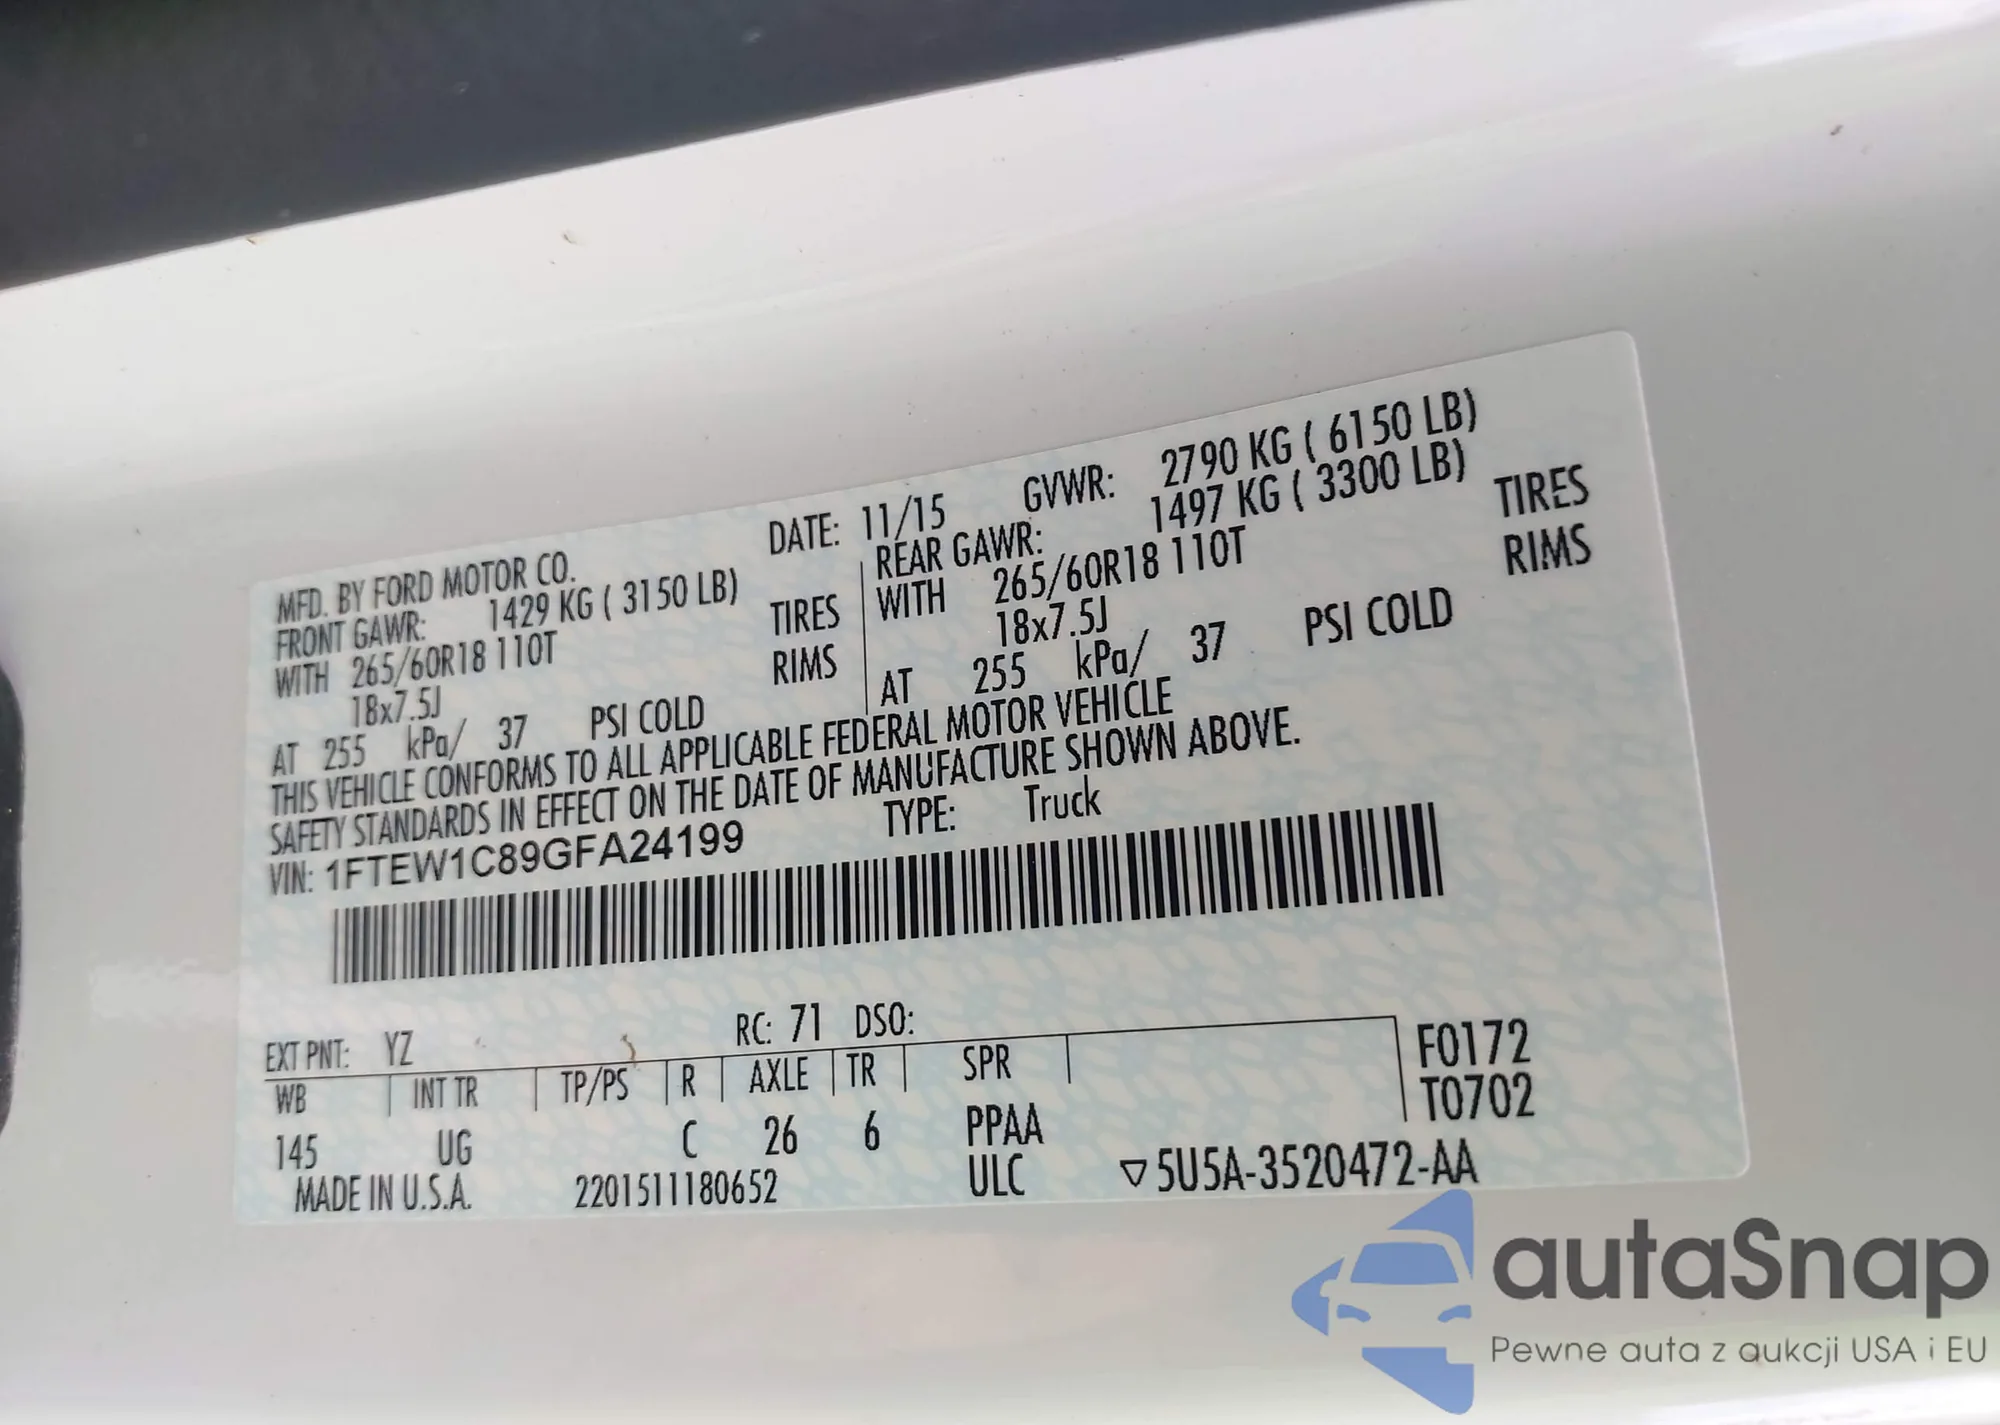 MFD. BY FORD MOTOR CO. DATE: 11/15 GVWR: 2790 KG ( 6150 LB)
FRONT GAWR: 1429 KG ( 3150 LB) REAR GAWR: 1497 KG ( 3300 LB)
WITH 265/60R18 110T TIRES WITH 265/60R18 110T TIRES
18x7.5J RIMS 18x7.5J RIMS
AT 255 kPa/ 37 PSI COLD AT 255 kPa/ 37 PSI COLD
THIS VEHICLE CONFORMS TO ALL APPLICABLE FEDERAL MOTOR VEHICLE
SAFETY STANDARDS IN EFFECT ON THE DATE OF MANUFACTURE SHOWN ABOVE.
VIN: 1FTEW1C89GFA24199 TYPE: Truck
EXT PNT: YZ RC: 71 DSO:
WB INT TR TP/PS R AXLE TR SPR F0172
T0702
145 UG C 26 6 PPAA
MADE IN U.S.A. 2201511180652 ULC ▽5U5A-3520472-AA
autaSnap
Pewne auta z aukcji USA i EU